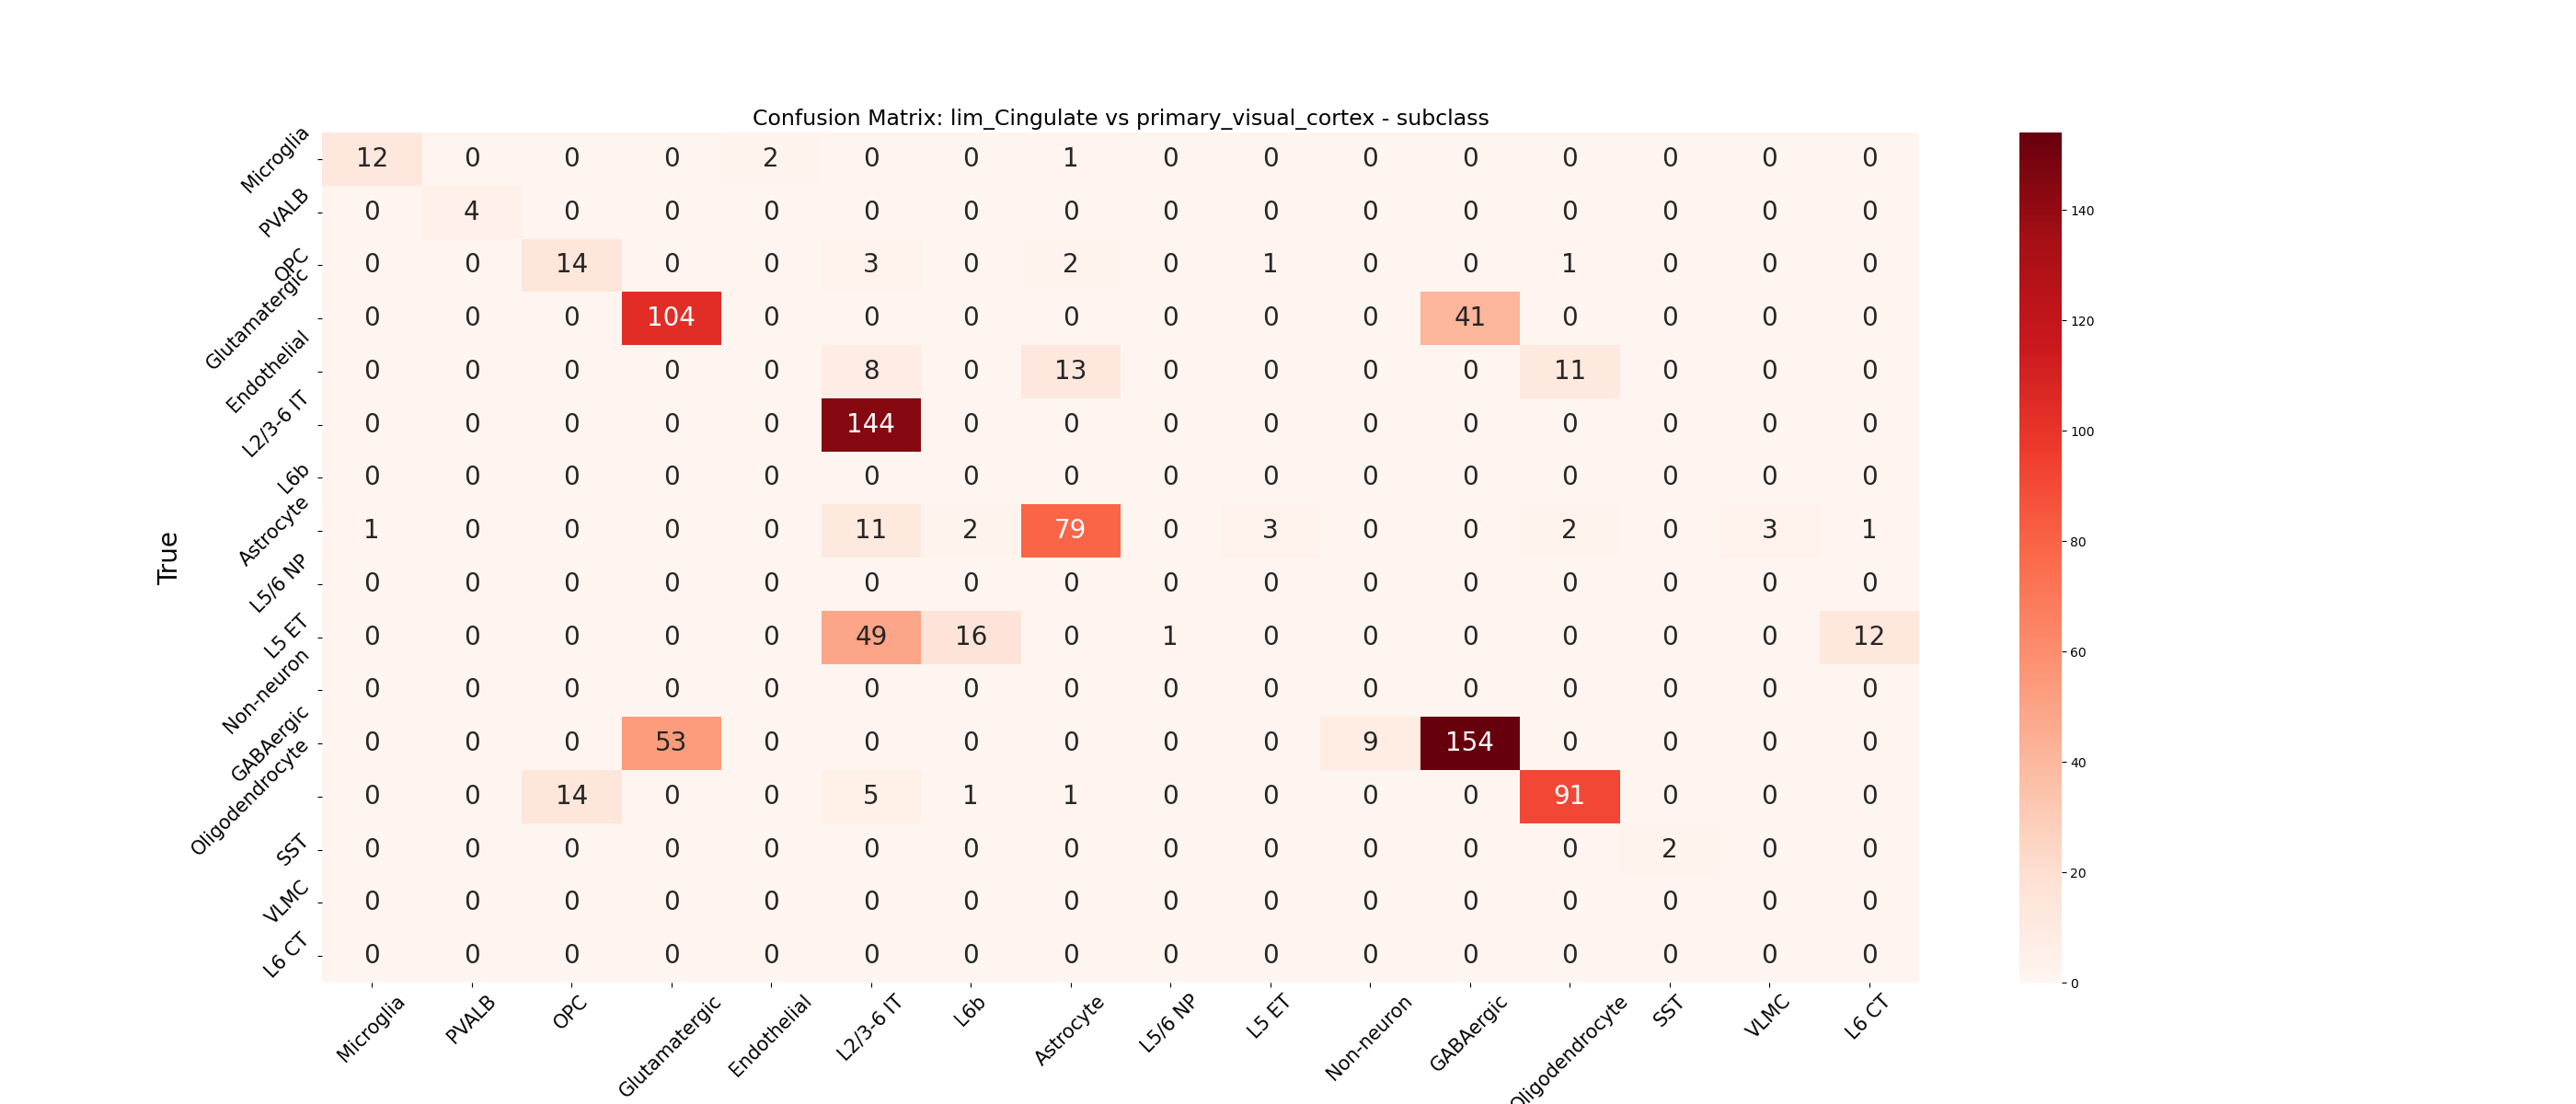 Confusion Matrix: lim_Cingulate vs primary_visual_cortex - subclass
True
Microglia 12 0 0 0 2 0 0 1 0 0 0 0 0 0 0 0
PVALB 0 4 0 0 0 0 0 0 0 0 0 0 0 0 0 0
OPC 0 0 14 0 0 3 0 2 0 1 0 0 1 0 0 0
Glutamatergic 0 0 0 104 0 0 0 0 0 0 0 41 0 0 0 0
Endothelial 0 0 0 0 0 8 0 13 0 0 0 0 11 0 0 0
L2/3-6 IT 0 0 0 0 0 144 0 0 0 0 0 0 0 0 0 0
L6b 0 0 0 0 0 0 0 0 0 0 0 0 0 0 0 0
Astrocyte 1 0 0 0 0 11 2 79 0 3 0 0 2 0 3 1
L5/6 NP 0 0 0 0 0 0 0 0 0 0 0 0 0 0 0 0
L5 ET 0 0 0 0 0 49 16 0 1 0 0 0 0 0 0 12
Non-neuron 0 0 0 0 0 0 0 0 0 0 0 0 0 0 0 0
GABAergic 0 0 0 53 0 0 0 0 0 0 9 154 0 0 0 0
Oligodendrocyte 0 0 14 0 0 5 1 1 0 0 0 0 91 0 0 0
SST 0 0 0 0 0 0 0 0 0 0 0 0 0 2 0 0
VLMC 0 0 0 0 0 0 0 0 0 0 0 0 0 0 0 0
L6 CT 0 0 0 0 0 0 0 0 0 0 0 0 0 0 0 0
Microglia PVALB OPC Glutamatergic Endothelial L2/3-6 IT L6b Astrocyte L5/6 NP L5 ET Non-neuron GABAergic Oligodendrocyte SST VLMC L6 CT
140
120
100
80
60
40
20
0